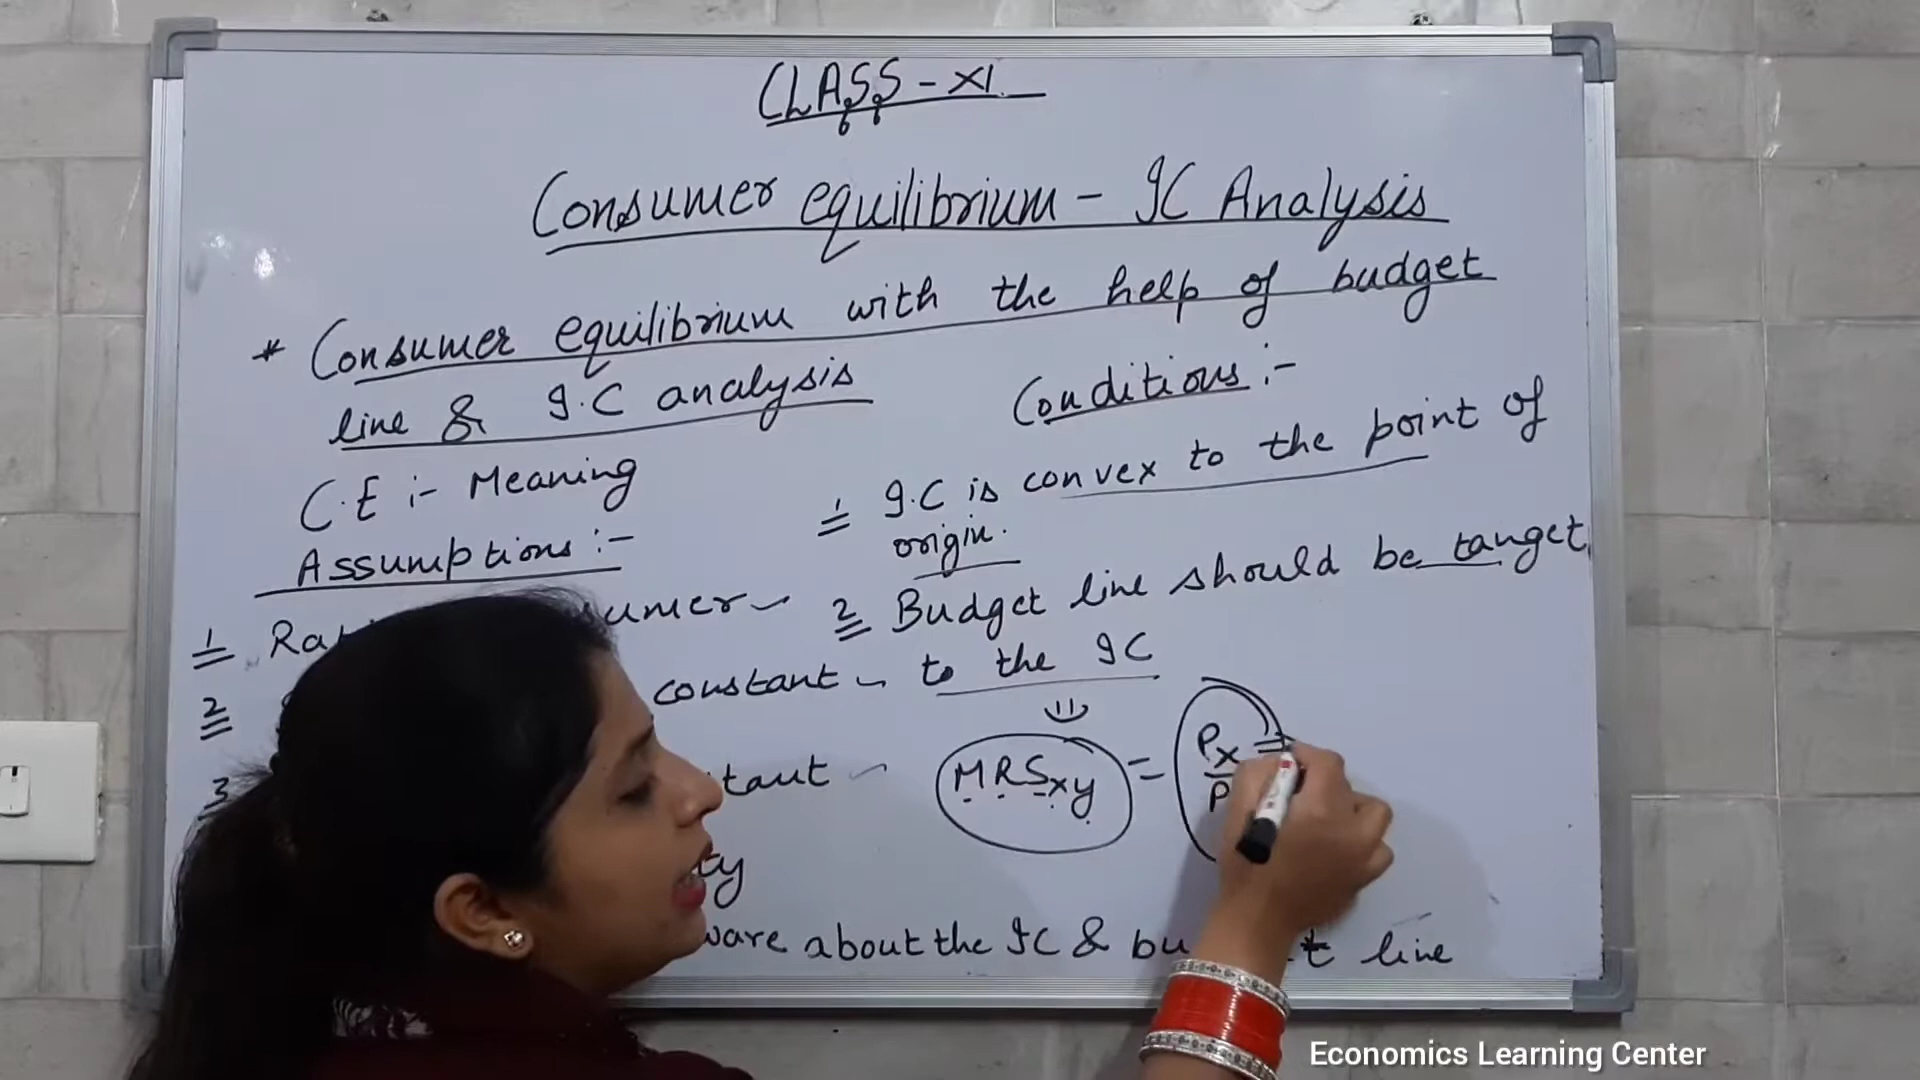 CLASS - XI
Consumer equilibrium - IC Analysis
* Consumer equilibrium with the help of budget
line & I.C analysis
C.E :- Meaning
Assumptions :-
1 sumer
2 constant
3 tant
ty
ware about the IC & bu t line
Conditions :-
1 I.C is convex to the point of
origin.
2 Budget line should be tanget
to the IC
MRSxy = Px =
P
Economics Learning Center